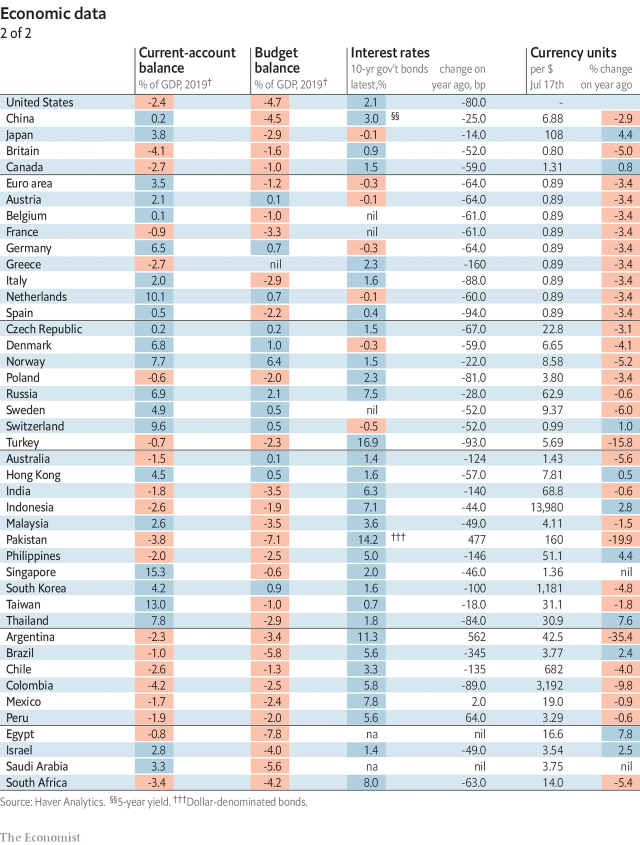 Economic data
2 of 2
Current-account balance % of GDP, 2019† Budget balance % of GDP, 2019† Interest rates 10-yr gov't bonds latest,% change on year ago, bp Currency units per $ Jul 17th % change on year ago
United States -2.4 -4.7 2.1 -80.0 -
China 0.2 -4.5 3.0 §§ -25.0 6.88 -2.9
Japan 3.8 -2.9 -0.1 -14.0 108 4.4
Britain -4.1 -1.6 0.9 -52.0 0.80 -5.0
Canada -2.7 -1.0 1.5 -59.0 1.31 0.8
Euro area 3.5 -1.2 -0.3 -64.0 0.89 -3.4
Austria 2.1 0.1 -0.1 -64.0 0.89 -3.4
Belgium 0.1 -1.0 nil -61.0 0.89 -3.4
France -0.9 -3.3 nil -61.0 0.89 -3.4
Germany 6.5 0.7 -0.3 -64.0 0.89 -3.4
Greece -2.7 nil 2.3 -160 0.89 -3.4
Italy 2.0 -2.9 1.6 -88.0 0.89 -3.4
Netherlands 10.1 0.7 -0.1 -60.0 0.89 -3.4
Spain 0.5 -2.2 0.4 -94.0 0.89 -3.4
Czech Republic 0.2 0.2 1.5 -67.0 22.8 -3.1
Denmark 6.8 1.0 -0.3 -59.0 6.65 -4.1
Norway 7.7 6.4 1.5 -22.0 8.58 -5.2
Poland -0.6 -2.0 2.3 -81.0 3.80 -3.4
Russia 6.9 2.1 7.5 -28.0 62.9 -0.6
Sweden 4.9 0.5 nil -52.0 9.37 -6.0
Switzerland 9.6 0.5 -0.5 -52.0 0.99 1.0
Turkey -0.7 -2.3 16.9 -93.0 5.69 -15.8
Australia -1.5 0.1 1.4 -124 1.43 -5.6
Hong Kong 4.5 0.5 1.6 -57.0 7.81 0.5
India -1.8 -3.5 6.3 -140 68.8 -0.6
Indonesia -2.6 -1.9 7.1 -44.0 13,980 2.8
Malaysia 2.6 -3.5 3.6 -49.0 4.11 -1.5
Pakistan -3.8 -7.1 14.2 ††† 477 160 -19.9
Philippines -2.0 -2.5 5.0 -146 51.1 4.4
Singapore 15.3 -0.6 2.0 -46.0 1.36 nil
South Korea 4.2 0.9 1.6 -100 1,181 -4.8
Taiwan 13.0 -1.0 0.7 -18.0 31.1 -1.8
Thailand 7.8 -2.9 1.8 -84.0 30.9 7.6
Argentina -2.3 -3.4 11.3 562 42.5 -35.4
Brazil -1.0 -5.8 5.6 -345 3.77 2.4
Chile -2.6 -1.3 3.3 -135 682 -4.0
Colombia -4.2 -2.5 5.8 -89.0 3,192 -9.8
Mexico -1.7 -2.4 7.8 2.0 19.0 -0.9
Peru -1.9 -2.0 5.6 64.0 3.29 -0.6
Egypt -0.8 -7.8 na nil 16.6 7.8
Israel 2.8 -4.0 1.4 -49.0 3.54 2.5
Saudi Arabia 3.3 -5.6 na nil 3.75 nil
South Africa -3.4 -4.2 8.0 -63.0 14.0 -5.4
Source: Haver Analytics. §§5-year yield. †††Dollar-denominated bonds.
The Economist